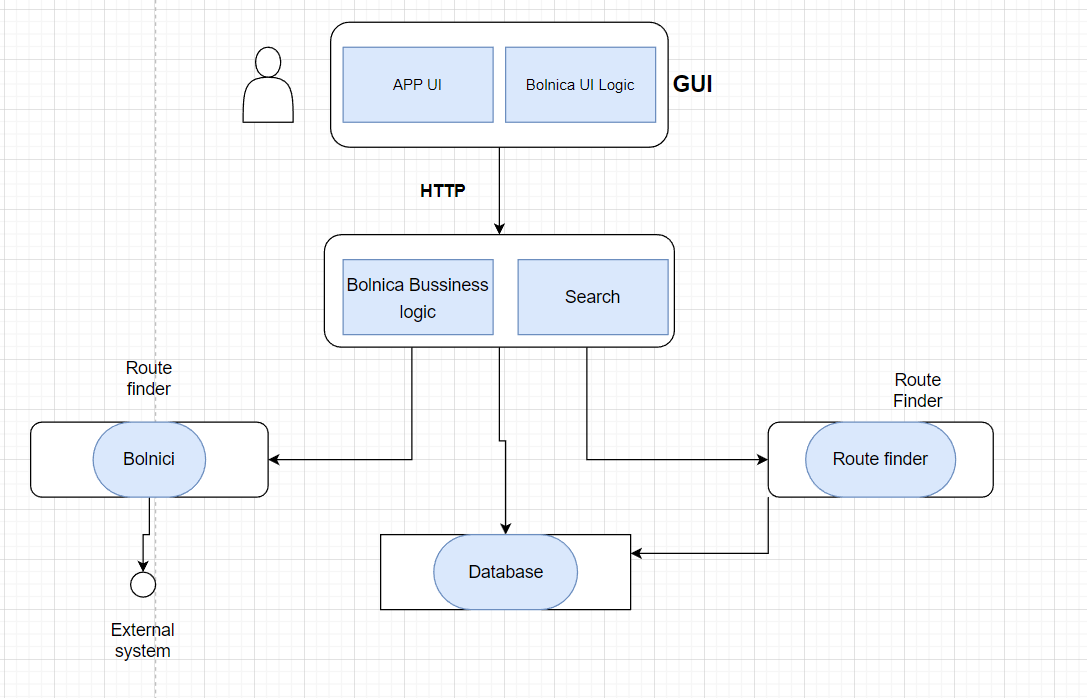 APP UI
Bolnica UI Logic
GUI
HTTP
Bolnica Bussiness
logic
Search
Route
finder
Route
Finder
Bolnici
Route finder
Database
External
system